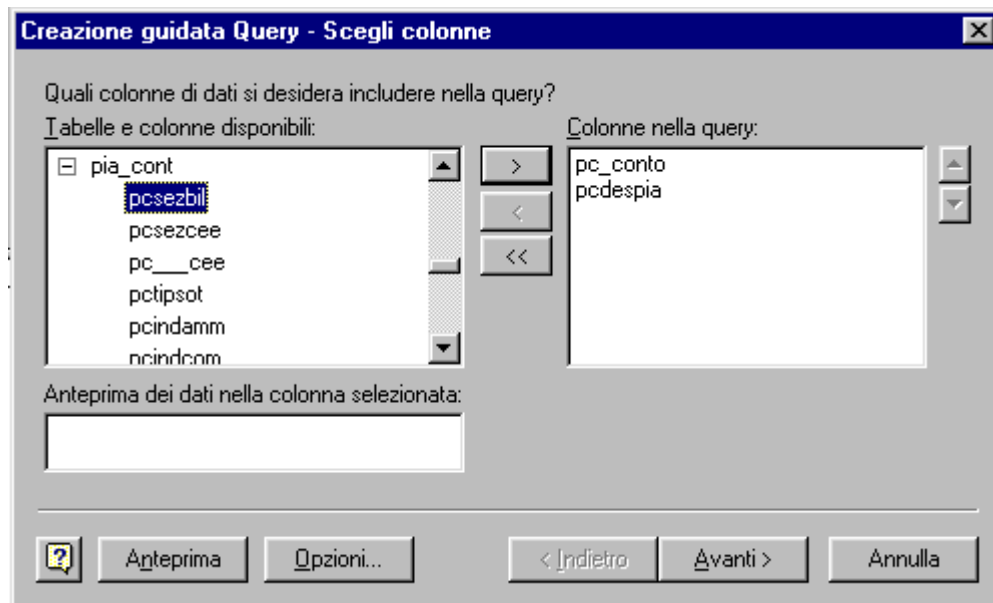 Creazione guidata Query - Scegli colonne
Quali colonne di dati si desidera includere nella query?
Tabelle e colonne disponibili:
Colonne nella query:
pia_cont
pcsezbil
pcsezcee
pc___cee
pctipsot
pcindamm
pcindcom
>
<
<<
pc_conto
pcdespia
Anteprima dei dati nella colonna selezionata:
?
Anteprima
Opzioni...
< Indietro
Avanti >
Annulla